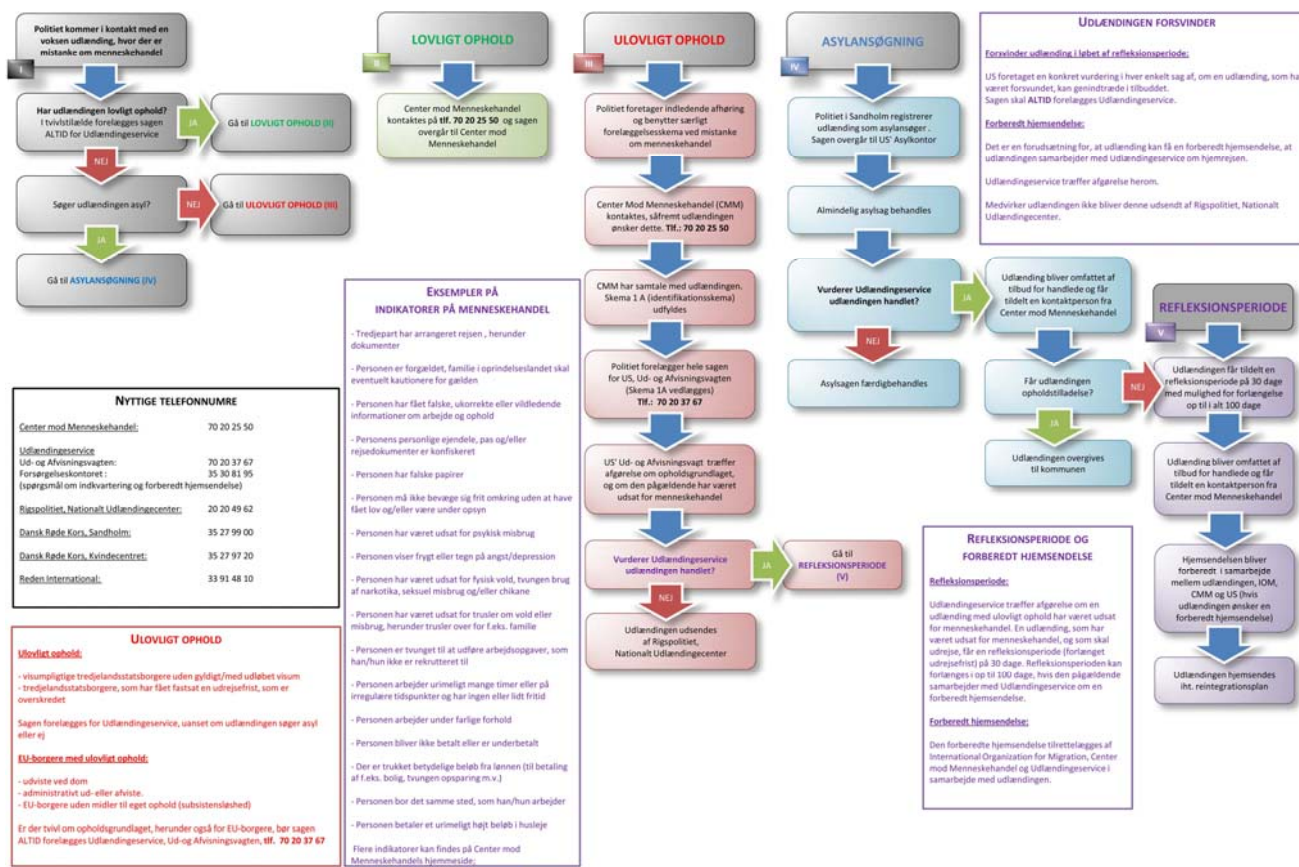 Politiet kommer i kontakt med en
voksen udlænding, hvor der er
mistanke om menneskehandel
I
Har udlændingen lovligt ophold?
I tvivlstilfælde forelægges sagen
ALTID for Udlændingeservice
JA
Gå til LOVLIGT OPHOLD (II)
NEJ
Søger udlændingen asyl?
NEJ
Gå til ULOVLIGT OPHOLD (III)
JA
Gå til ASYLANSØGNING (IV)
LOVLIGT OPHOLD
II
Center mod Menneskehandel
kontaktes på tlf. 70 20 25 50 og sagen
overgår til Center mod
Menneskehandel
ULOVLIGT OPHOLD
III
Politiet foretager indledende afhøring
og benytter særligt
forelæggelsesskema ved mistanke
om menneskehandel
Center Mod Menneskehandel (CMM)
kontaktes, såfremt udlændingen
ønsker dette. Tlf.: 70 20 25 50
CMM har samtale med udlændingen.
Skema 1 A (identifikationsskema)
udfyldes
Politiet forelægger hele sagen
for US, Ud- og Afvisningsvagten
(Skema 1A vedlægges)
Tlf.: 70 20 37 67
US' Ud- og Afvisningsvagt træffer
afgørelse om opholdsgrundlaget,
og om den pågældende har været
udsat for menneskehandel
Vurderer Udlændingeservice
udlændingen handlet?
JA
Gå til
REFLEKSIONSPERIODE
(V)
NEJ
Udlændingen udsendes
af Rigspolitiet,
Nationalt Udlændingecenter
ASYLANSØGNING
IV
Politiet i Sandholm registrerer
udlænding som asylansøger .
Sagen overgår til US' Asylkontor
Almindelig asylsag behandles
Vurderer Udlændingeservice
udlændingen handlet?
JA
NEJ
Asylsagen færdigbehandles
Udlænding bliver omfattet af
tilbud for handlede og får
tildelt en kontaktperson fra
Center mod Menneskehandel
Får udlændingen
opholdstilladelse?
NEJ
JA
Udlændingen overgives
til kommunen
REFLEKSIONSPERIODE
V
Udlændingen får tildelt en
refleksionsperiode på 30 dage
med mulighed for forlængelse
op til i alt 100 dage
Udlænding bliver omfattet af
tilbud for handlede og får
tildelt en kontaktperson fra
Center mod Menneskehandel
Hjemsendelsen bliver
forberedt i samarbejde
mellem udlændingen, IOM,
CMM og US (hvis
udlændingen ønsker en
forberedt hjemsendelse)
Udlændingen hjemsendes
iht. reintegrationsplan
UDLÆNDINGEN FORSVINDER
Forsvinder udlænding i løbet af refleksionsperiode:
US foretaget en konkret vurdering i hver enkelt sag af, om en udlænding, som har
været forsvundet, kan genindtræde i tilbuddet.
Sagen skal ALTID forelægges Udlændingeservice.
Forberedt hjemsendelse:
Det er en forudsætning for, at udlænding kan få en forberedt hjemsendelse, at
udlændingen samarbejder med Udlændingeservice om hjemrejsen.
Udlændingeservice træffer afgørelse herom.
Medvirker udlændingen ikke bliver denne udsendt af Rigspolitiet, Nationalt
Udlændingecenter.
EKSEMPLER PÅ
INDIKATORER PÅ MENNESKEHANDEL
- Tredjepart har arrangeret rejsen , herunder
dokumenter
- Personen er forgældet, familie i oprindelseslandet skal
eventuelt kautionere for gælden
- Personen har fået falske, ukorrekte eller vildledende
informationer om arbejde og ophold
- Personens personlige ejendele, pas og/eller
rejsedokumenter er konfiskeret
- Personen har falske papirer
- Personen må ikke bevæge sig frit omkring uden at have
fået lov og/eller være under opsyn
- Personen har været udsat for psykisk misbrug
- Personen viser frygt eller tegn på angst/depression
- Personen har været udsat for fysisk vold, tvungen brug
af narkotika, seksuel misbrug og/eller chikane
- Personen har været udsat for trusler om vold eller
misbrug, herunder trusler over for f.eks. familie
- Personen er tvunget til at udføre arbejdsopgaver, som
han/hun ikke er rekrutteret til
- Personen arbejder urimeligt mange timer eller på
irregulære tidspunkter og har ingen eller lidt fritid
- Personen arbejder under farlige forhold
- Personen bliver ikke betalt eller er underbetalt
- Der er trukket betydelige beløb fra lønnen (til betaling
af f.eks. bolig, tvungen opsparing m.v.)
- Personen bor det samme sted, som han/hun arbejder
- Personen betaler et urimeligt højt beløb i husleje
Flere indikatorer kan findes på Center mod
Menneskehandels hjemmeside;
NYTTIGE TELEFONNUMRE
Center mod Menneskehandel: 70 20 25 50
Udlændingeservice
Ud- og Afvisningsvagten: 70 20 37 67
Forsørgelseskontoret : 35 30 81 95
(spørgsmål om indkvartering og forberedt hjemsendelse)
Rigspolitiet, Nationalt Udlændingecenter: 20 20 49 62
Dansk Røde Kors, Sandholm: 35 27 99 00
Dansk Røde Kors, Kvindecentret: 35 27 97 20
Reden International: 33 91 48 10
ULOVLIGT OPHOLD
Ulovligt ophold:
- visumpligtige tredjelandsstatsborgere uden gyldigt/med udløbet visum
- tredjelandsstatsborgere, som har fået fastsat en udrejsefrist, som er
overskredet
Sagen forelægges for Udlændingeservice, uanset om udlændingen søger asyl
eller ej
EU-borgere med ulovligt ophold:
- udviste ved dom
- administrativt ud- eller afviste.
- EU-borgere uden midler til eget ophold (subsistensløshed)
Er der tvivl om opholdsgrundlaget, herunder også for EU-borgere, bør sagen
ALTID forelægges Udlændingeservice, Ud-og Afvisningsvagten, tlf. 70 20 37 67
REFLEKSIONSPERIODE OG
FORBEREDT HJEMSENDELSE
Refleksionsperiode:
Udlændingeservice træffer afgørelse om en
udlænding med ulovligt ophold har været udsat
for menneskehandel. En udlænding, som har
været udsat for menneskehandel, og som skal
udrejse, får en refleksionsperiode (forlænget
udrejsefrist) på 30 dage. Refleksionsperioden kan
forlænges i op til 100 dage, hvis den pågældende
samarbejder med Udlændingeservice om en
forberedt hjemsendelse.
Forberedt hjemsendelse:
Den forberedte hjemsendelse tilrettelægges af
International Organization for Migration, Center
mod Menneskehandel og Udlændingeservice i
samarbejde med udlændingen.